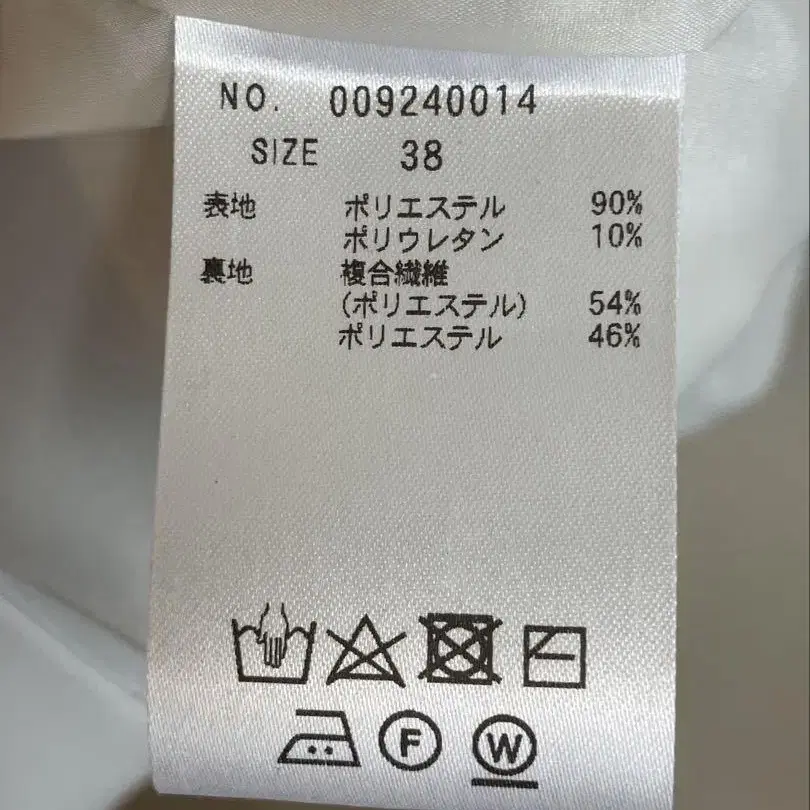 NO. 009240014
SIZE 38
表地 ポリエステル 90%
ポリウレタン 10%
裏地 複合繊維
(ポリエステル) 54%
ポリエステル 46%
F W